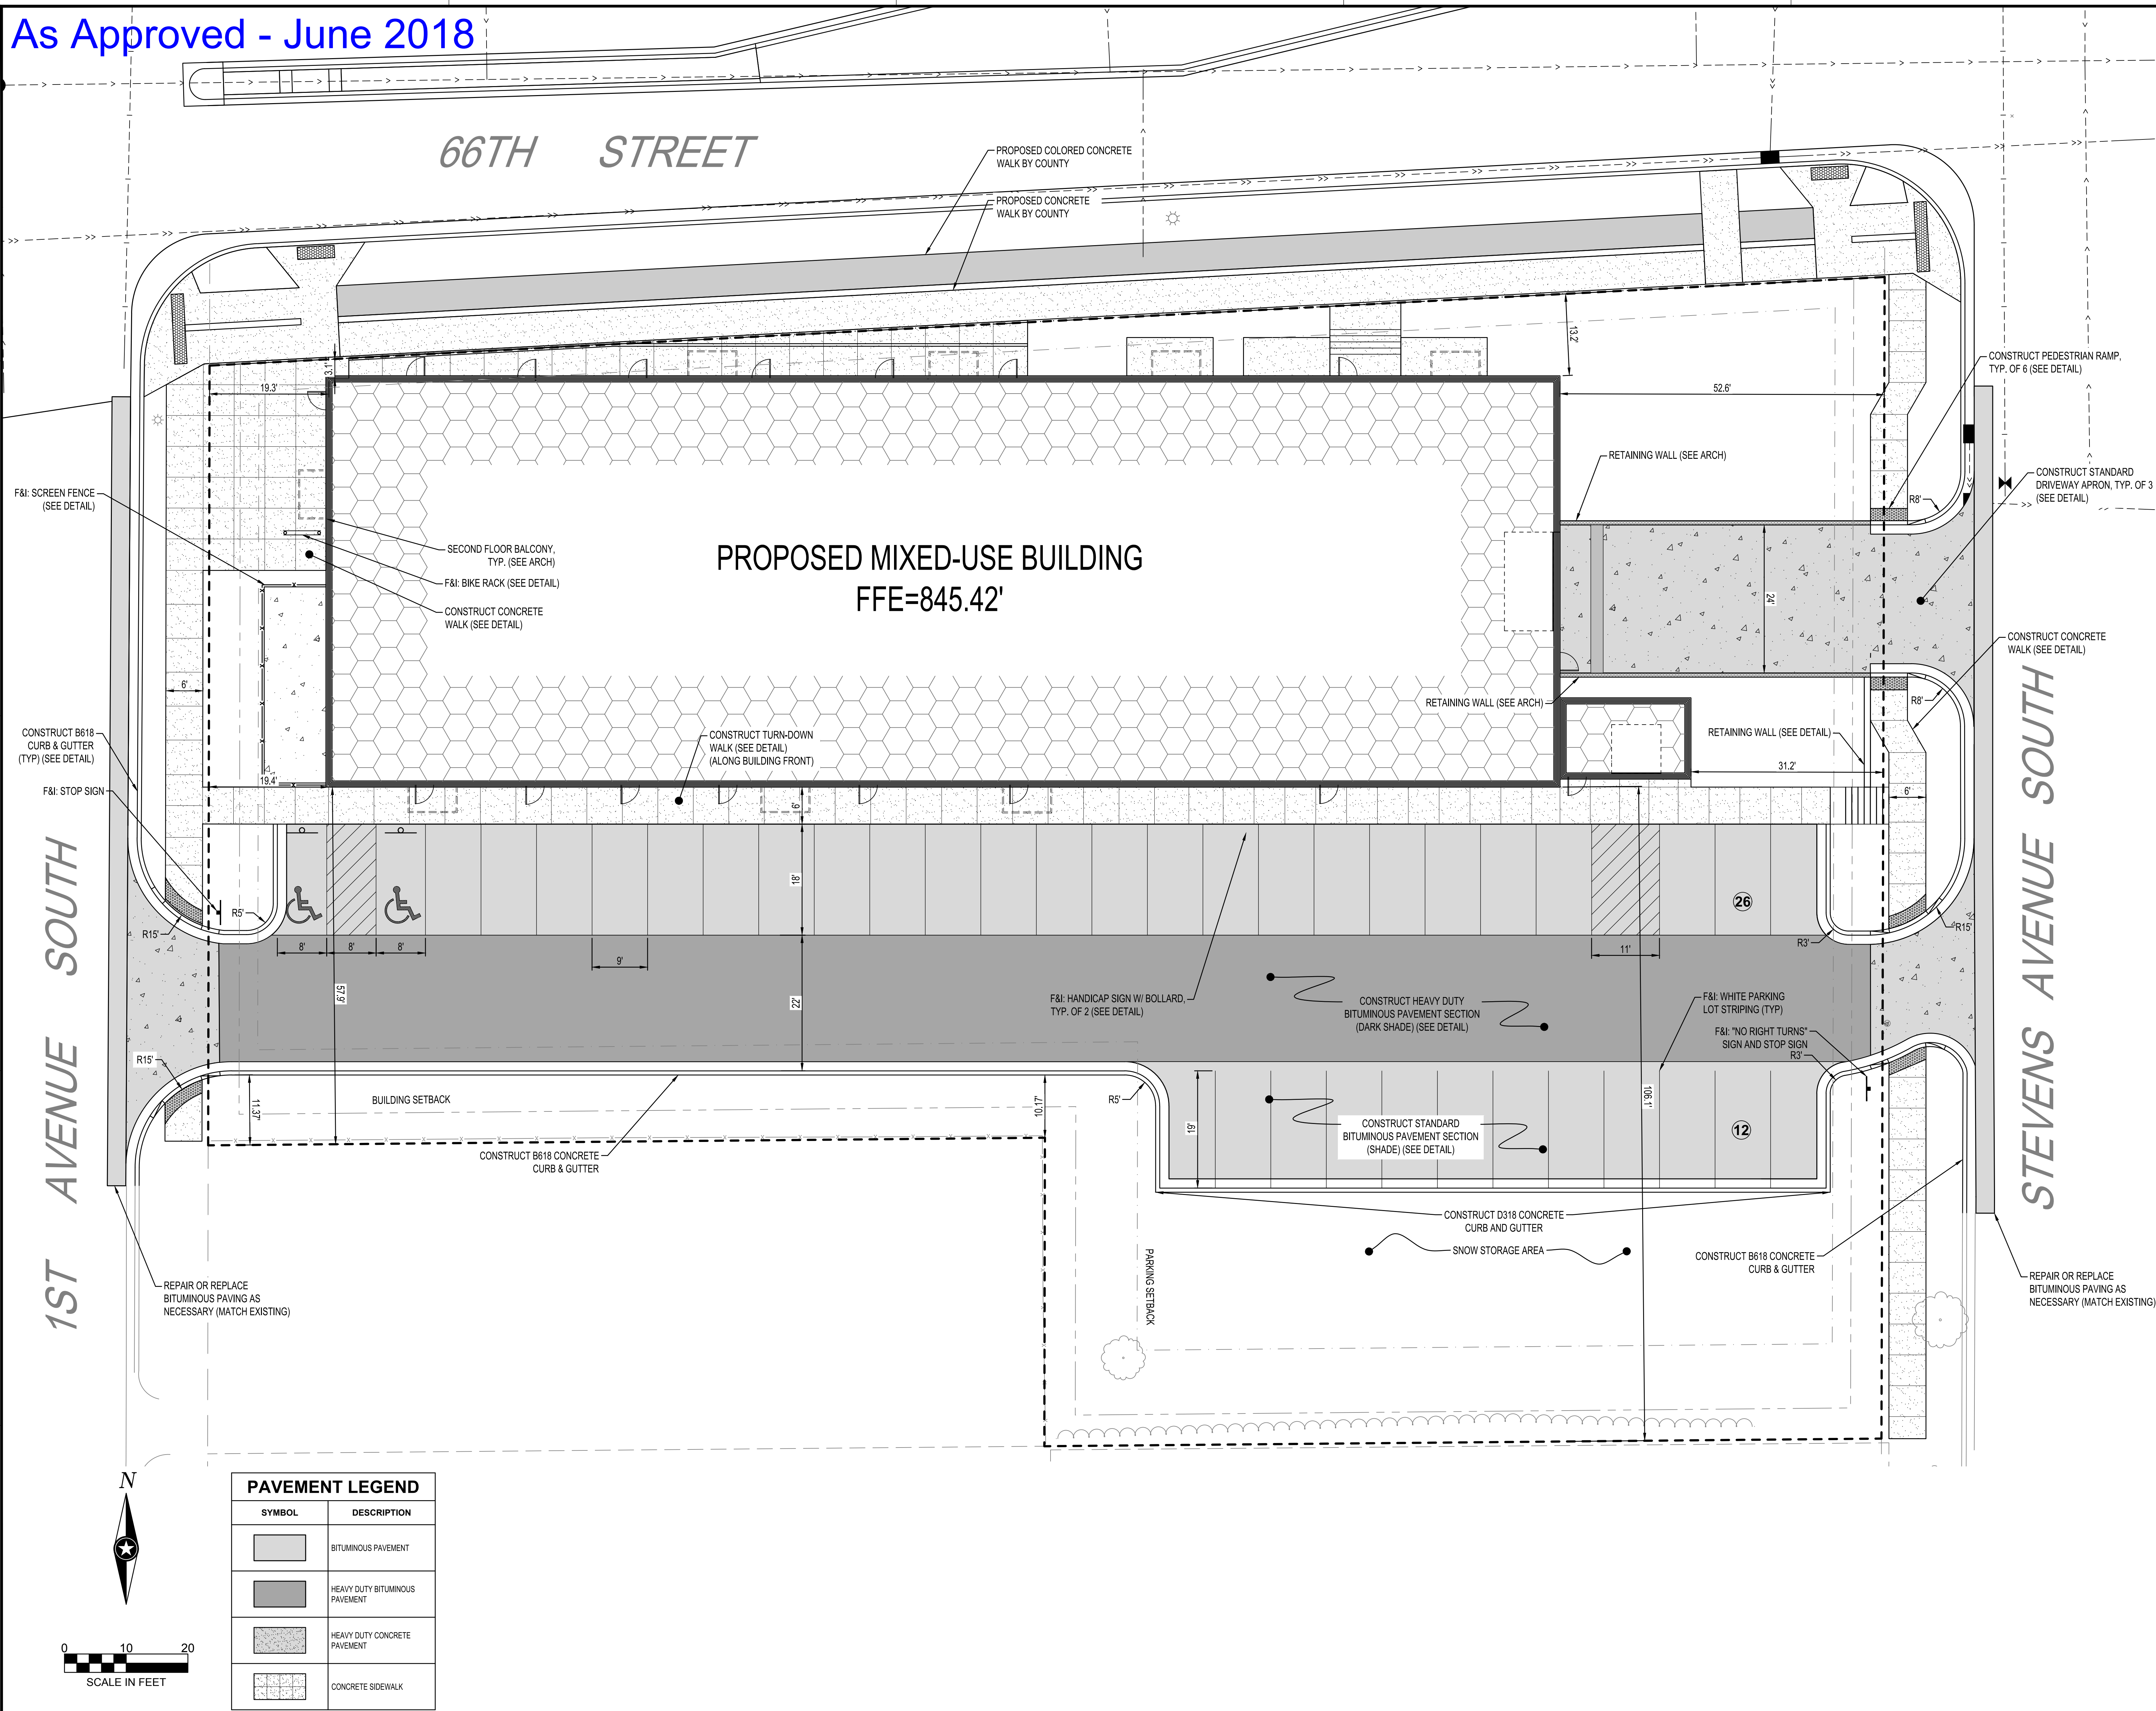 As Approved - June 2018
66TH STREET
PROPOSED COLORED CONCRETE
WALK BY COUNTY
PROPOSED CONCRETE
WALK BY COUNTY
13.2'
3.1'
19.3'
52.6'
CONSTRUCT PEDESTRIAN RAMP,
TYP. OF 6 (SEE DETAIL)
RETAINING WALL (SEE ARCH)
CONSTRUCT STANDARD
DRIVEWAY APRON, TYP. OF 3
(SEE DETAIL)
R8'
F&I: SCREEN FENCE
(SEE DETAIL)
SECOND FLOOR BALCONY,
TYP. (SEE ARCH)
F&I: BIKE RACK (SEE DETAIL)
CONSTRUCT CONCRETE
WALK (SEE DETAIL)
PROPOSED MIXED-USE BUILDING
FFE=845.42'
24'
CONSTRUCT CONCRETE
WALK (SEE DETAIL)
6'
R8'
RETAINING WALL (SEE ARCH)
CONSTRUCT B618
CURB & GUTTER
(TYP) (SEE DETAIL)
CONSTRUCT TURN-DOWN
WALK (SEE DETAIL)
(ALONG BUILDING FRONT)
RETAINING WALL (SEE DETAIL)
31.2'
19.4'
F&I: STOP SIGN
6'
6'
18'
26
R5'
R15'
R15'
R3'
8'
8'
8'
9'
11'
57.9'
22'
F&I: HANDICAP SIGN W/ BOLLARD,
TYP. OF 2 (SEE DETAIL)
CONSTRUCT HEAVY DUTY
BITUMINOUS PAVEMENT SECTION
(DARK SHADE) (SEE DETAIL)
F&I: WHITE PARKING
LOT STRIPING (TYP)
F&I: "NO RIGHT TURNS"
SIGN AND STOP SIGN
R3'
R15'
11.37'
BUILDING SETBACK
10.17'
R5'
106.1'
19'
CONSTRUCT STANDARD
BITUMINOUS PAVEMENT SECTION
(SHADE) (SEE DETAIL)
12
CONSTRUCT B618 CONCRETE
CURB & GUTTER
CONSTRUCT D318 CONCRETE
CURB AND GUTTER
SNOW STORAGE AREA
CONSTRUCT B618 CONCRETE
CURB & GUTTER
PARKING SETBACK
REPAIR OR REPLACE
BITUMINOUS PAVING AS
NECESSARY (MATCH EXISTING)
REPAIR OR REPLACE
BITUMINOUS PAVING AS
NECESSARY (MATCH EXISTING)
1ST AVENUE SOUTH
STEVENS AVENUE SOUTH
N
0 10 20
SCALE IN FEET
PAVEMENT LEGEND
SYMBOL DESCRIPTION
BITUMINOUS PAVEMENT
HEAVY DUTY BITUMINOUS
PAVEMENT
HEAVY DUTY CONCRETE
PAVEMENT
CONCRETE SIDEWALK